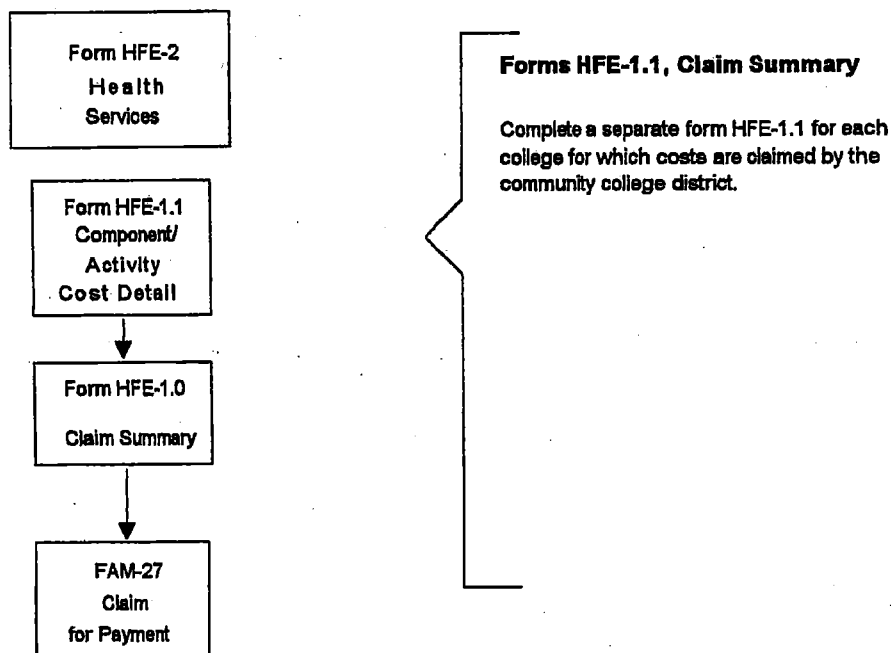 Form HFE-2
Health
Services
Form HFE-1.1
Component/
Activity
Cost Detail
Form HFE-1.0
Claim Summary
FAM-27
Claim
for Payment
Forms HFE-1.1, Claim Summary
Complete a separate form HFE-1.1 for each
college for which costs are claimed by the
community college district.